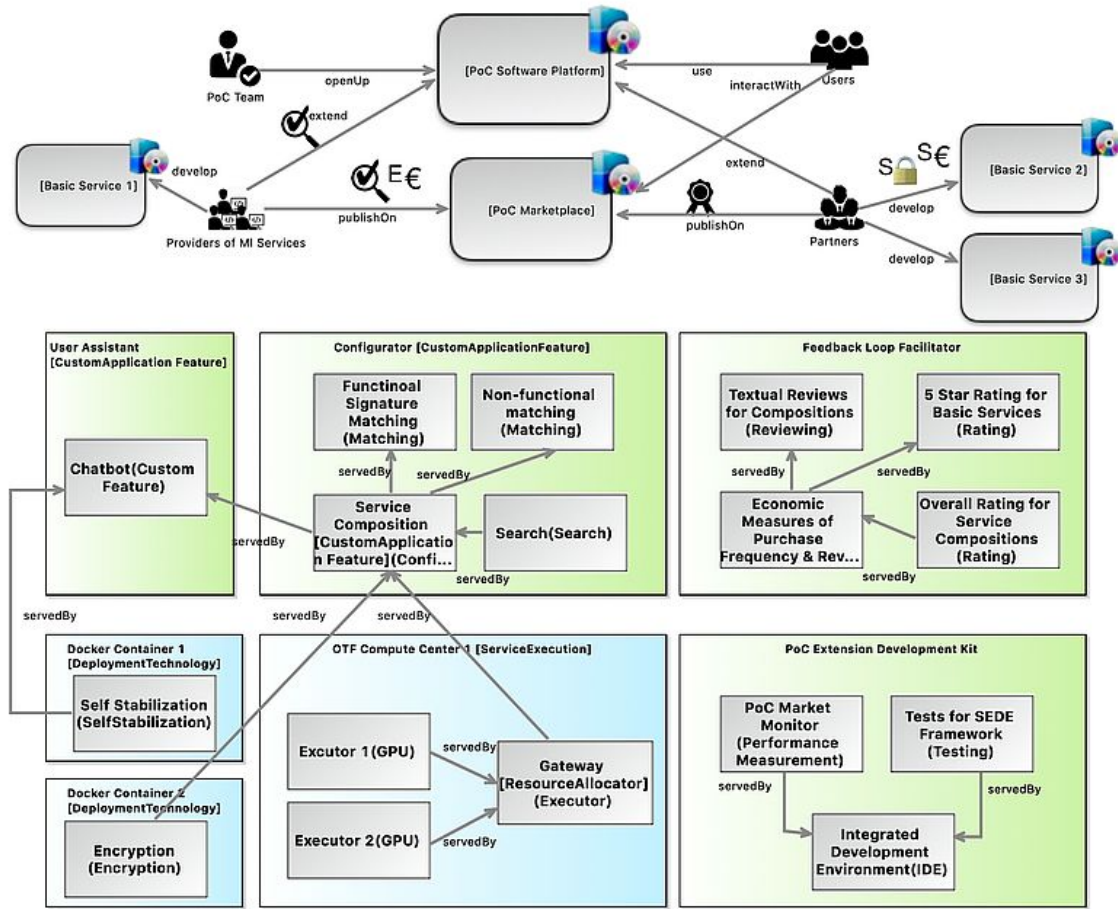 [PoC Software Platform]
openUp
PoC Team
use
Users
interactWith
extend
[Basic Service 1]
develop
E€
publishOn
Providers of MI Services
[PoC Marketplace]
extend
publishOn
Partners
S
S€
[Basic Service 2]
develop
develop
[Basic Service 3]
User Assistant
[CustomApplication Feature]
Chatbot(Custom
Feature)
servedBy
Configurator [CustomApplicationFeature]
Functinoal
Signature
Matching
(Matching)
Non-functional
matching
(Matching)
servedBy
servedBy
Service
Composition
[CustomApplicatio
n Feature](Confi...
Search(Search)
servedBy
servedBy
servedBy
servedBy
Feedback Loop Facilitator
Textual Reviews
for Compositions
(Reviewing)
5 Star Rating for
Basic Services
(Rating)
servedBy
servedBy
Economic
Measures of
Purchase
Frequency & Rev...
Overall Rating for
Service
Compositions
(Rating)
servedBy
Docker Container 1
[DeploymentTechnology]
Self Stabilization
(SelfStabilization)
Docker Container 2
[DeploymentTechnology]
Encryption
(Encryption)
OTF Compute Center 1 [ServiceExecution]
Excutor 1(GPU)
servedBy
Gateway
[ResourceAllocator]
(Executor)
Executor 2(GPU)
servedBy
PoC Extension Development Kit
PoC Market
Monitor
(Performance
Measurement)
Tests for SEDE
Framework
(Testing)
servedBy
servedBy
Integrated
Development
Environment(IDE)